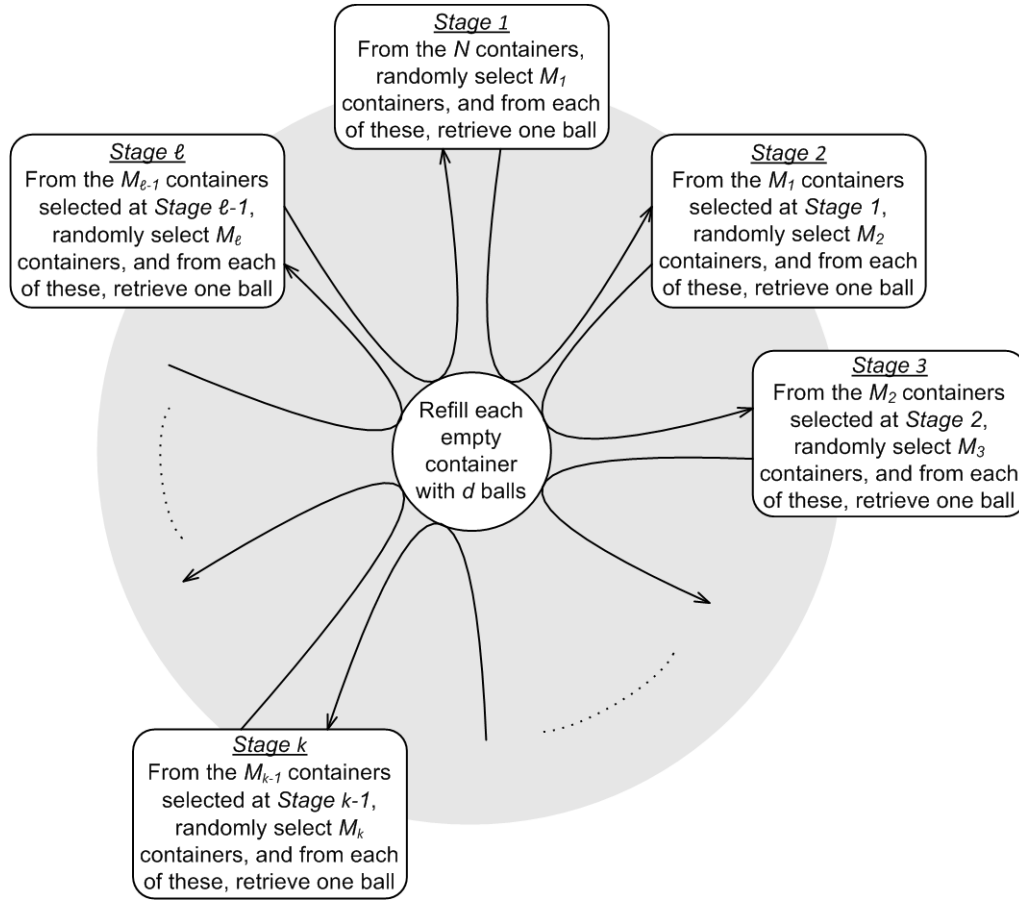 Stage 1
From the N containers,
randomly select M₁
containers, and from each
of these, retrieve one ball
Stage 2
From the M₁ containers
selected at Stage 1,
randomly select M₂
containers, and from each
of these, retrieve one ball
Stage 3
From the M₂ containers
selected at Stage 2,
randomly select M₃
containers, and from each
of these, retrieve one ball
Stage k
From the Mₖ₋₁ containers
selected at Stage k-1,
randomly select Mₖ
containers, and from each
of these, retrieve one ball
Stage ℓ
From the M_ℓ-1 containers
selected at Stage ℓ-1,
randomly select M_ℓ
containers, and from each
of these, retrieve one ball
Refill each
empty
container
with d balls